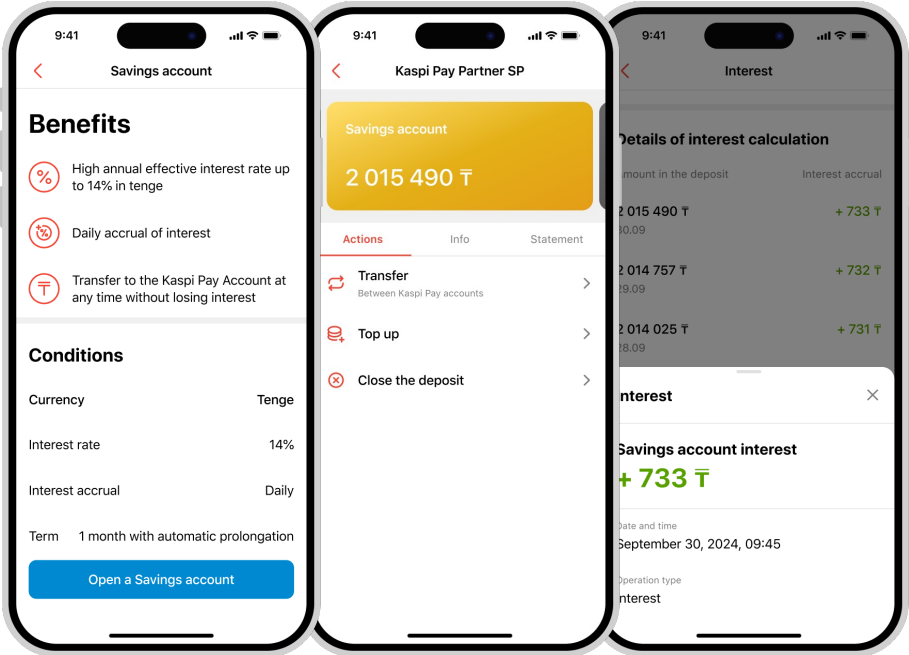 9:41
Savings account
Benefits
High annual effective interest rate up
to 14% in tenge
Daily accrual of interest
Transfer to the Kaspi Pay Account at
any time without losing interest
Conditions
Currency Tenge
Interest rate 14%
Interest accrual Daily
Term 1 month with automatic prolongation
Open a Savings account
9:41
Kaspi Pay Partner SP
Savings account
2 015 490 ₸
Actions Info Statement
Transfer
Between Kaspi Pay accounts
Top up
Close the deposit
9:41
Interest
Details of interest calculation
Amount in the deposit Interest accrual
2 015 490 ₸ + 733 ₸
30.09
2 014 757 ₸ + 732 ₸
29.09
2 014 025 ₸ + 731 ₸
28.09
Interest
Savings account interest
+ 733 ₸
Date and time
September 30, 2024, 09:45
Operation type
Interest